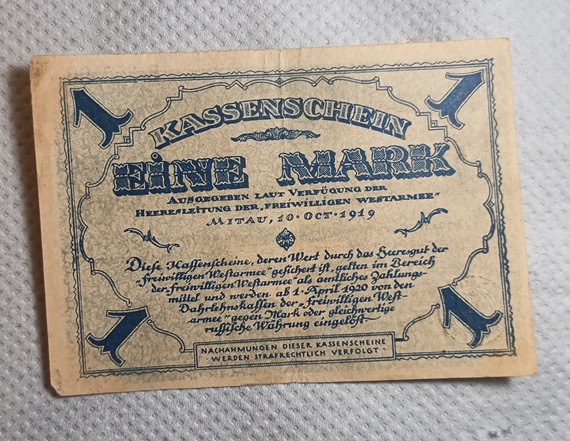 1 1
KASSENSCHEIN
EINE MARK
AUSGEGEBEN LAUT VERFÜGUNG DER
HEERESLEITUNG DER „FREIWILLIGEN WESTARMEE"
MITAU, 10·OCT·1919
Diese Kassenscheine, deren Wert durch das Heeresgut der
„freiwilligen Westarmee" gesichert ist, gelten im Bereich
der „freiwilligen Westarmee" als amtliches Zahlungs-
mittel und werden ab 1·April 1920 von den
Dahrlehnskassen der „freiwilligen West-
armee" gegen Mark oder gleichwertige
russische Währung eingelöst·
1 1
NACHAHMUNGEN DIESER KASSENSCHEINE
WERDEN STRAFRECHTLICH VERFOLGT·